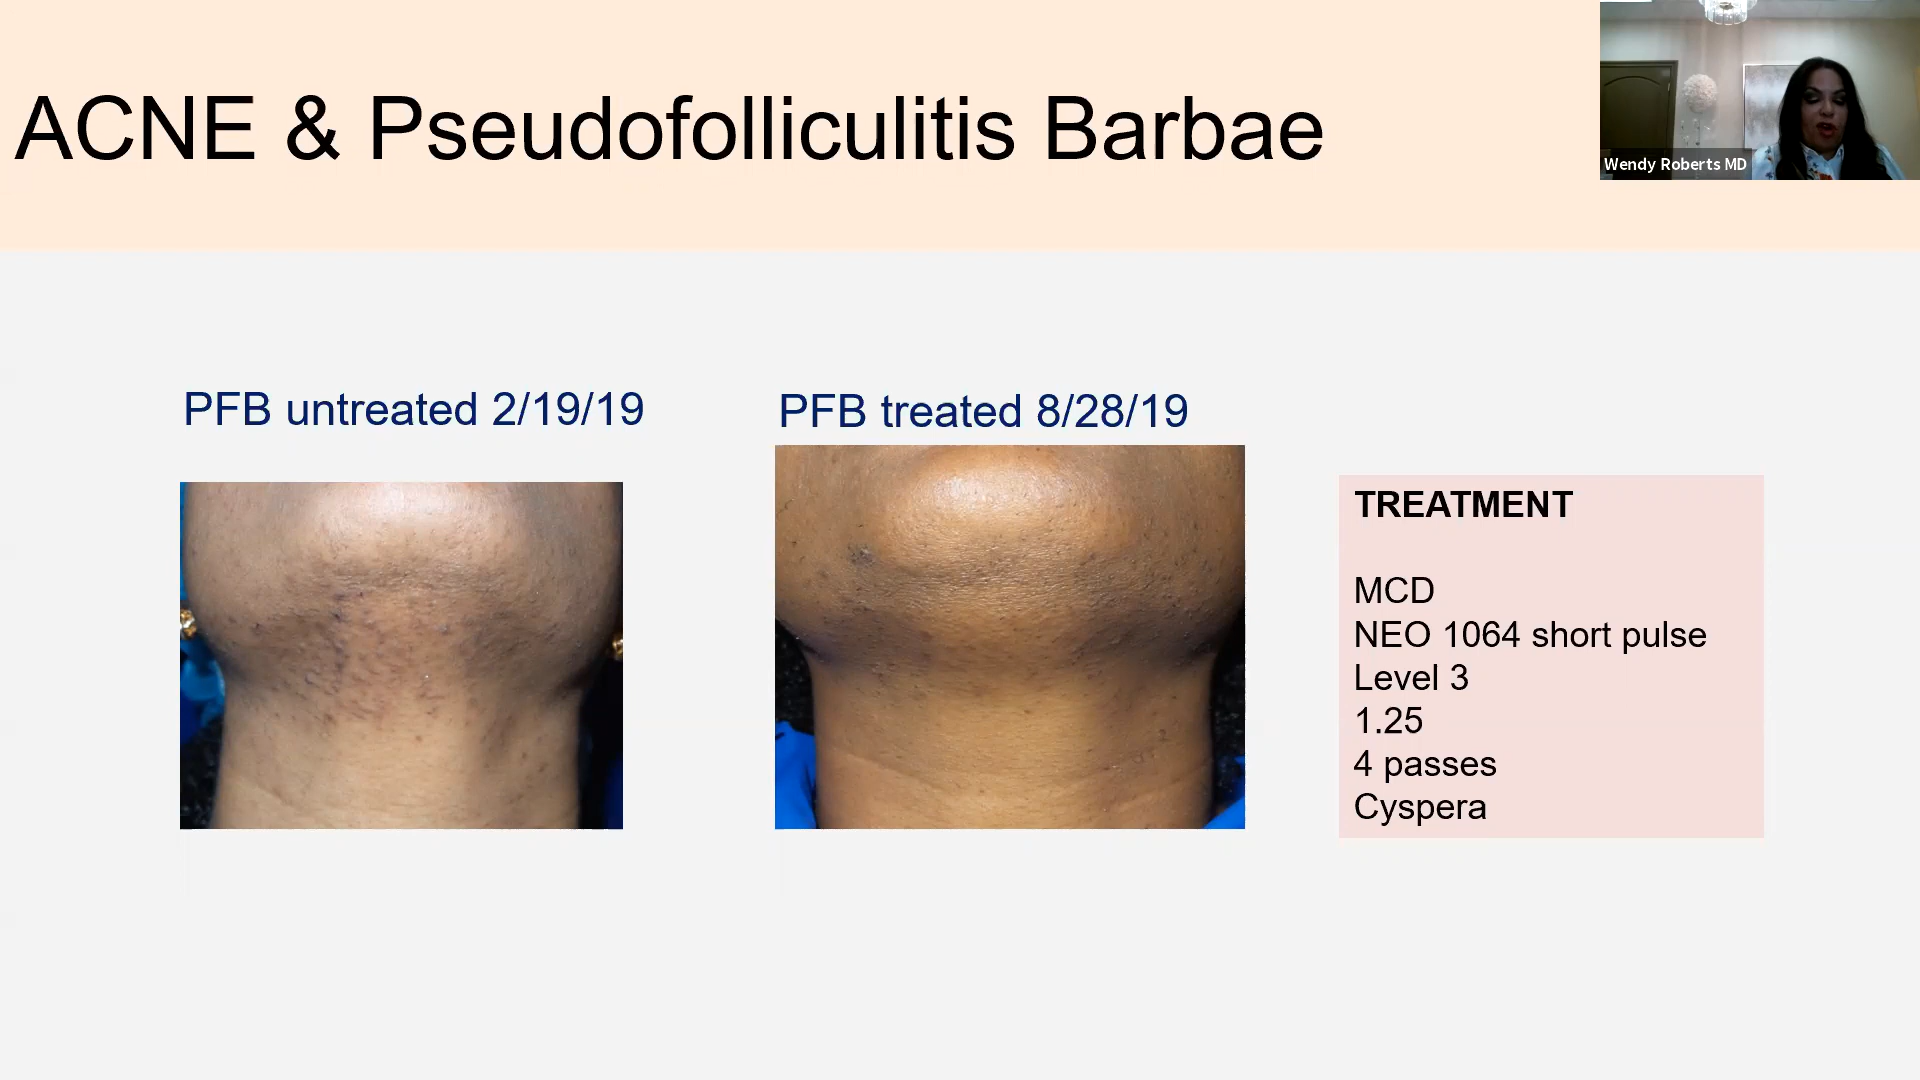 ACNE & Pseudofolliculitis Barbae
Wendy Roberts MD
PFB untreated 2/19/19
PFB treated 8/28/19
TREATMENT
MCD
NEO 1064 short pulse
Level 3
1.25
4 passes
Cyspera